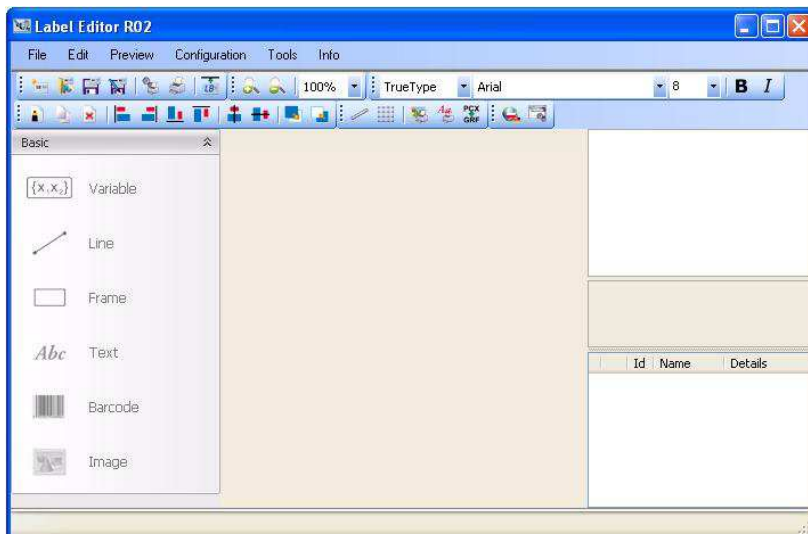 Label Editor R02
File Edit Preview Configuration Tools Info
100% TrueType Arial 8 B I
PCX
GRF
Basic
{x₁x₂} Variable
Line
Frame
Abc Text
Barcode
Image
Id Name Details